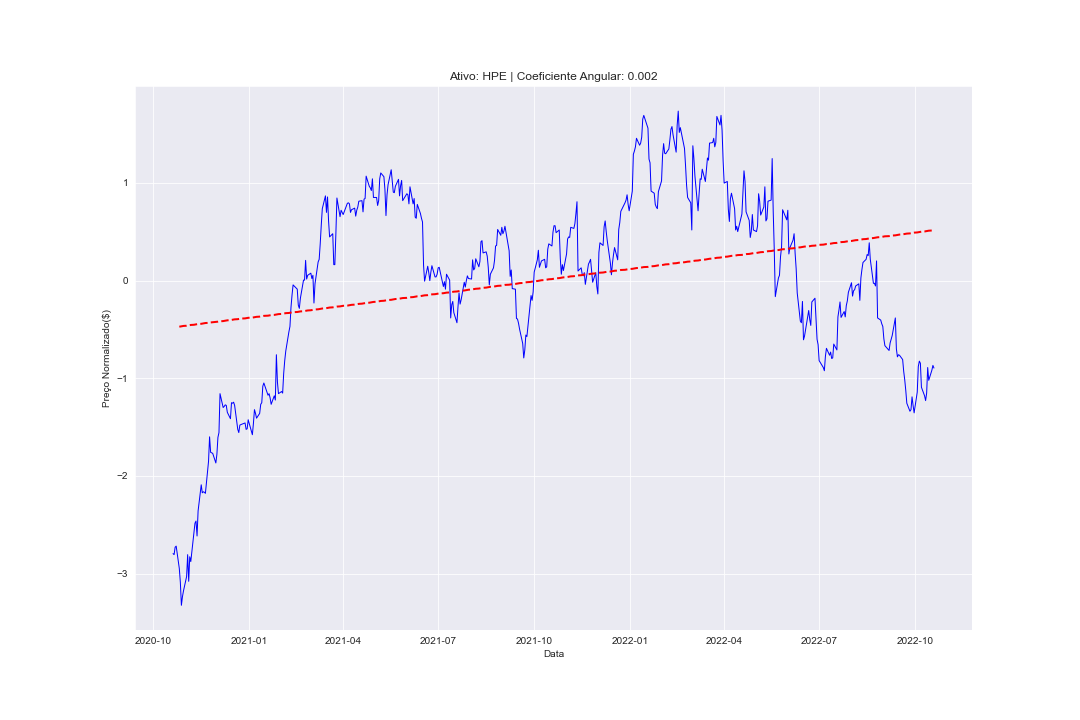 Ativo: HPE | Coeficiente Angular: 0.002
Preço Normalizado($)
1
0
−1
−2
−3
2020-10 2021-01 2021-04 2021-07 2021-10 2022-01 2022-04 2022-07 2022-10
Data